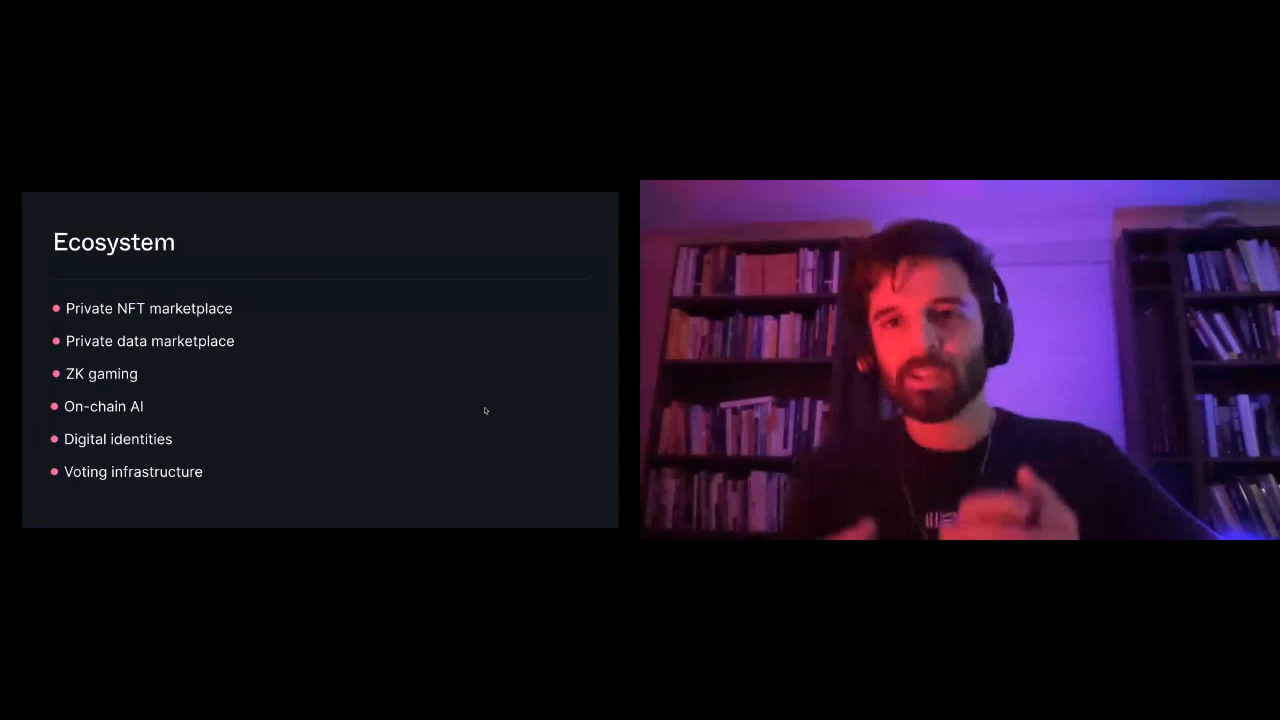 Ecosystem
Private NFT marketplace
Private data marketplace
ZK gaming
On-chain AI
Digital identities
Voting infrastructure